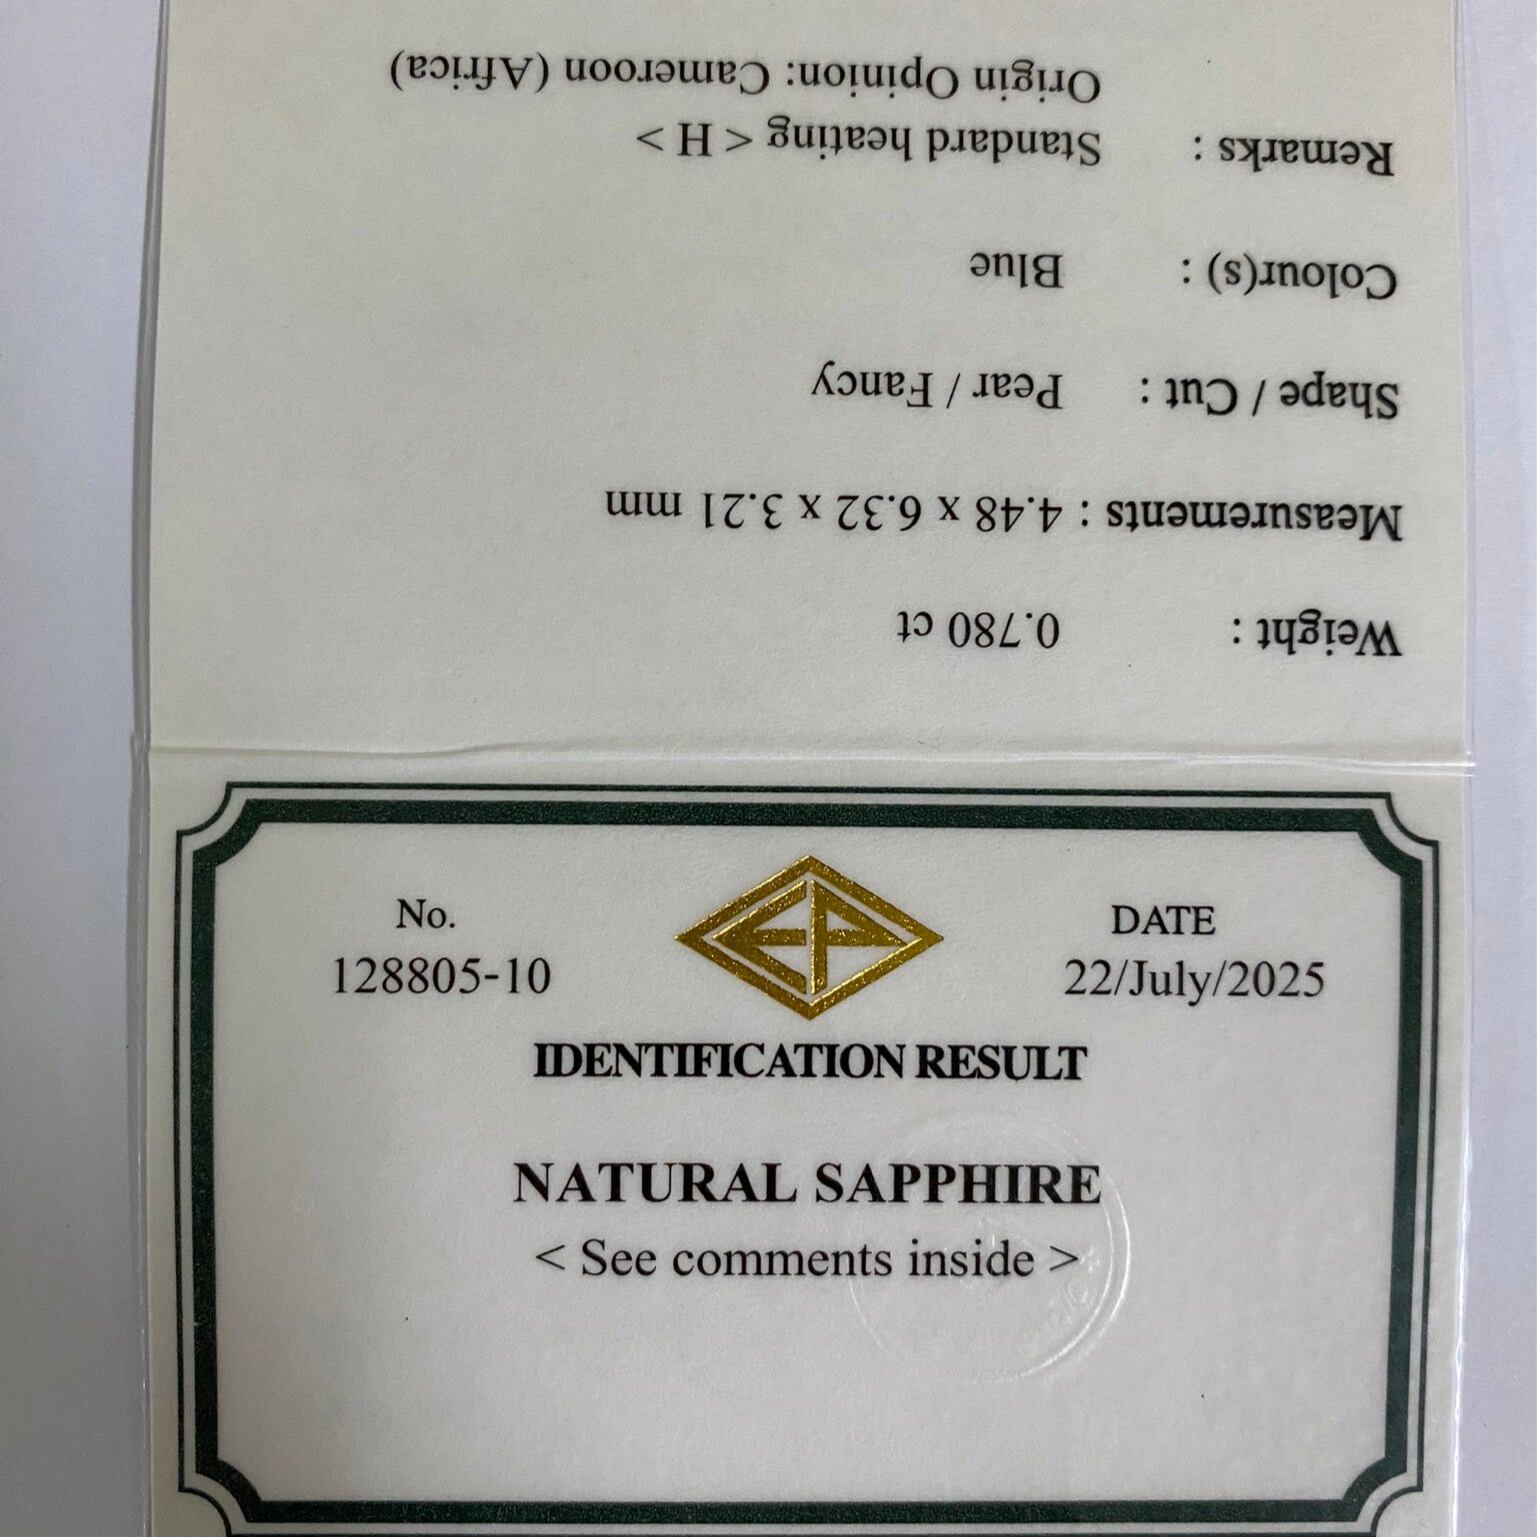 Weight : 0.780 ct
Measurements : 4.48 x 6.32 x 3.21 mm
Shape / Cut : Pear / Fancy
Colour(s) : Blue
Remarks : Standard heating < H >
Origin Opinion: Cameroon (Africa)
No.
128805-10
DATE
22/July/2025
IDENTIFICATION RESULT
NATURAL SAPPHIRE
< See comments inside >